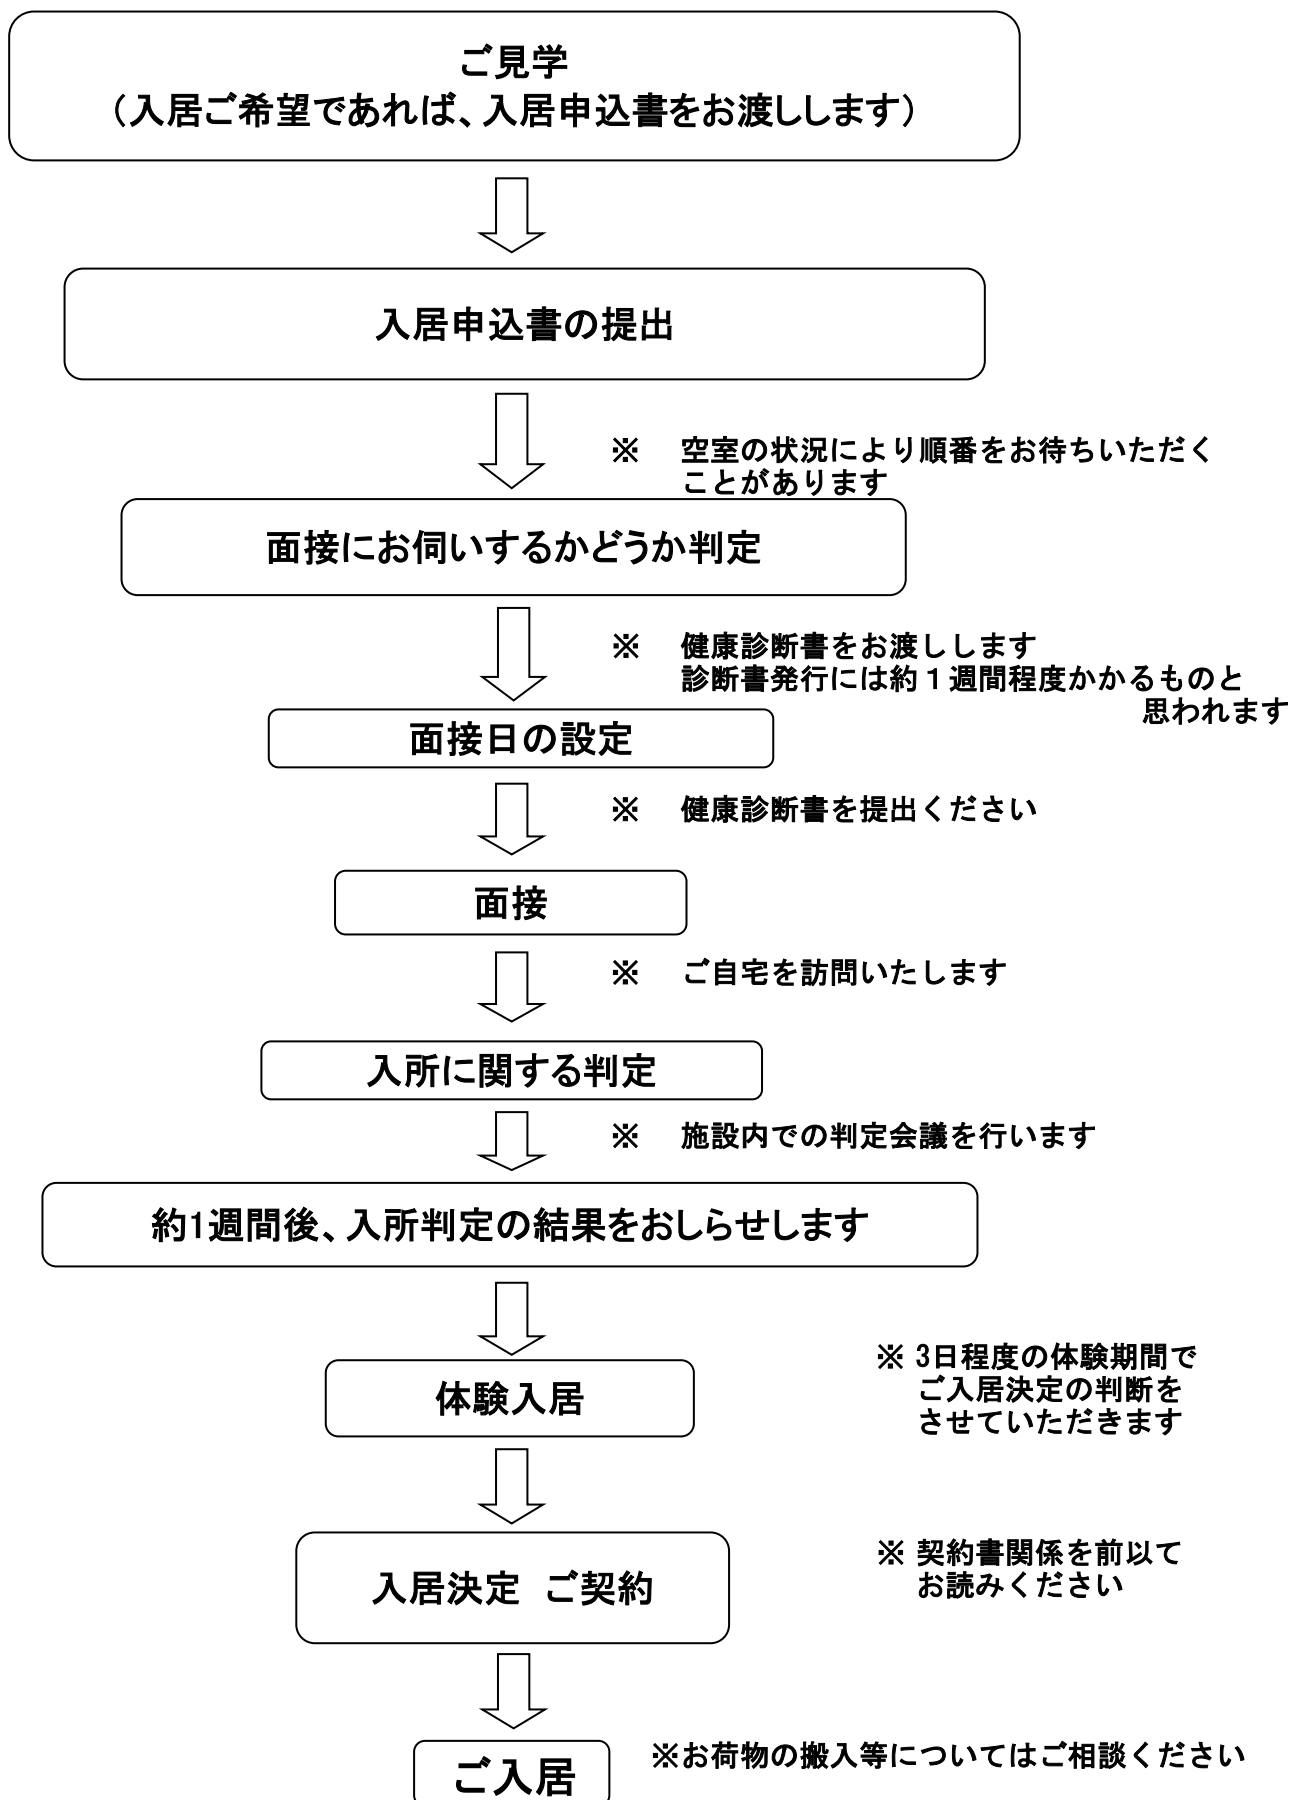 ご見学
（入居ご希望であれば、入居申込書をお渡しします）
入居申込書の提出
※　空室の状況により順番をお待ちいただく
ことがあります
面接にお伺いするかどうか判定
※　健康診断書をお渡しします
診断書発行には約１週間程度かかるものと
思われます
面接日の設定
※　健康診断書を提出ください
面接
※　ご自宅を訪問いたします
入所に関する判定
※　施設内での判定会議を行います
約1週間後、入所判定の結果をおしらせします
※ 3日程度の体験期間で
ご入居決定の判断を
させていただきます
体験入居
※ 契約書関係を前以て
お読みください
入居決定　ご契約
※お荷物の搬入等についてはご相談ください
ご入居